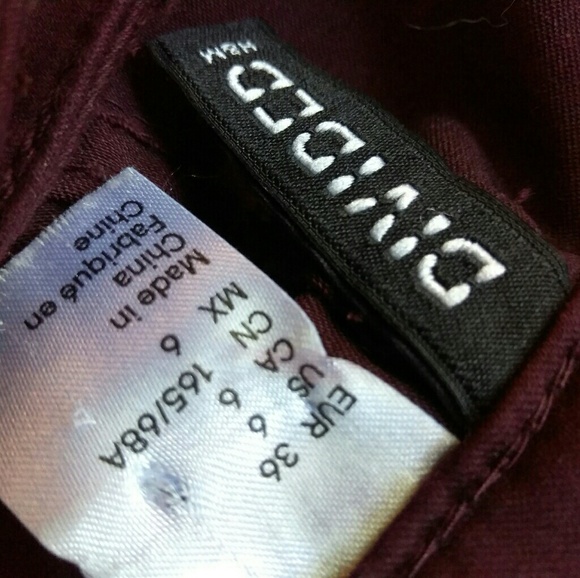 DIVIDED
H&M
EUR 36
US 6
CA 6
CN 165/68A
MX 6
Made in
China
Fabriqué en
Chine